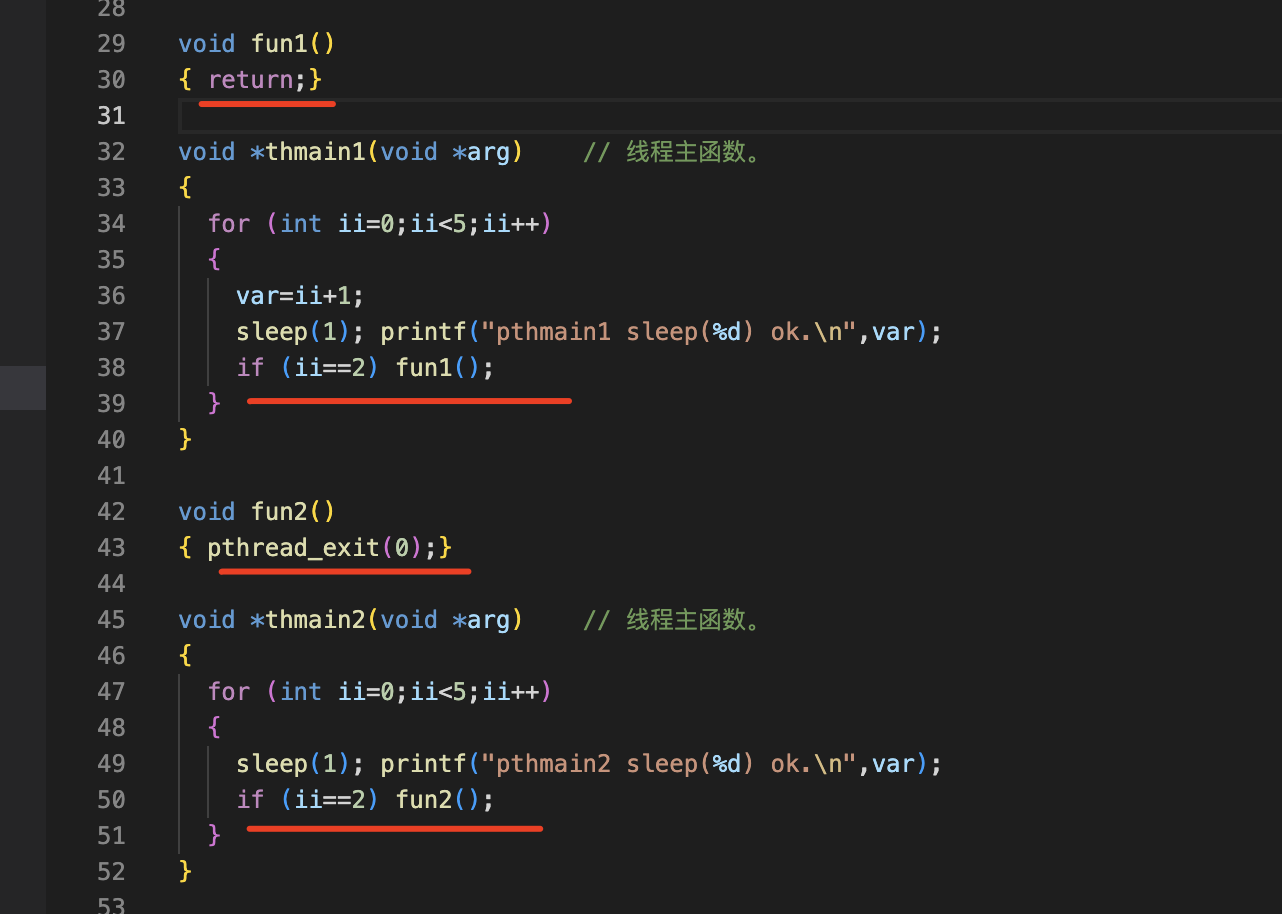 28
29 void fun1()
30 { return;}
31
32 void *thmain1(void *arg)    // 线程主函数。
33 {
34   for (int ii=0;ii<5;ii++)
35   {
36     var=ii+1;
37     sleep(1); printf("pthmain1 sleep(%d) ok.\n",var);
38     if (ii==2) fun1();
39   }
40 }
41
42 void fun2()
43 { pthread_exit(0);}
44
45 void *thmain2(void *arg)    // 线程主函数。
46 {
47   for (int ii=0;ii<5;ii++)
48   {
49     sleep(1); printf("pthmain2 sleep(%d) ok.\n",var);
50     if (ii==2) fun2();
51   }
52 }
53